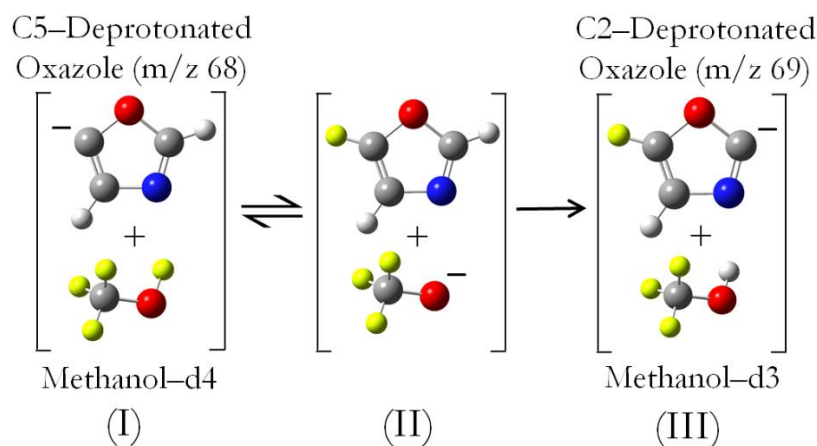 C5–Deprotonated
Oxazole (m/z 68)
C2–Deprotonated
Oxazole (m/z 69)
–
–
+
+
–
+
Methanol–d4
Methanol–d3
(I)
(II)
(III)